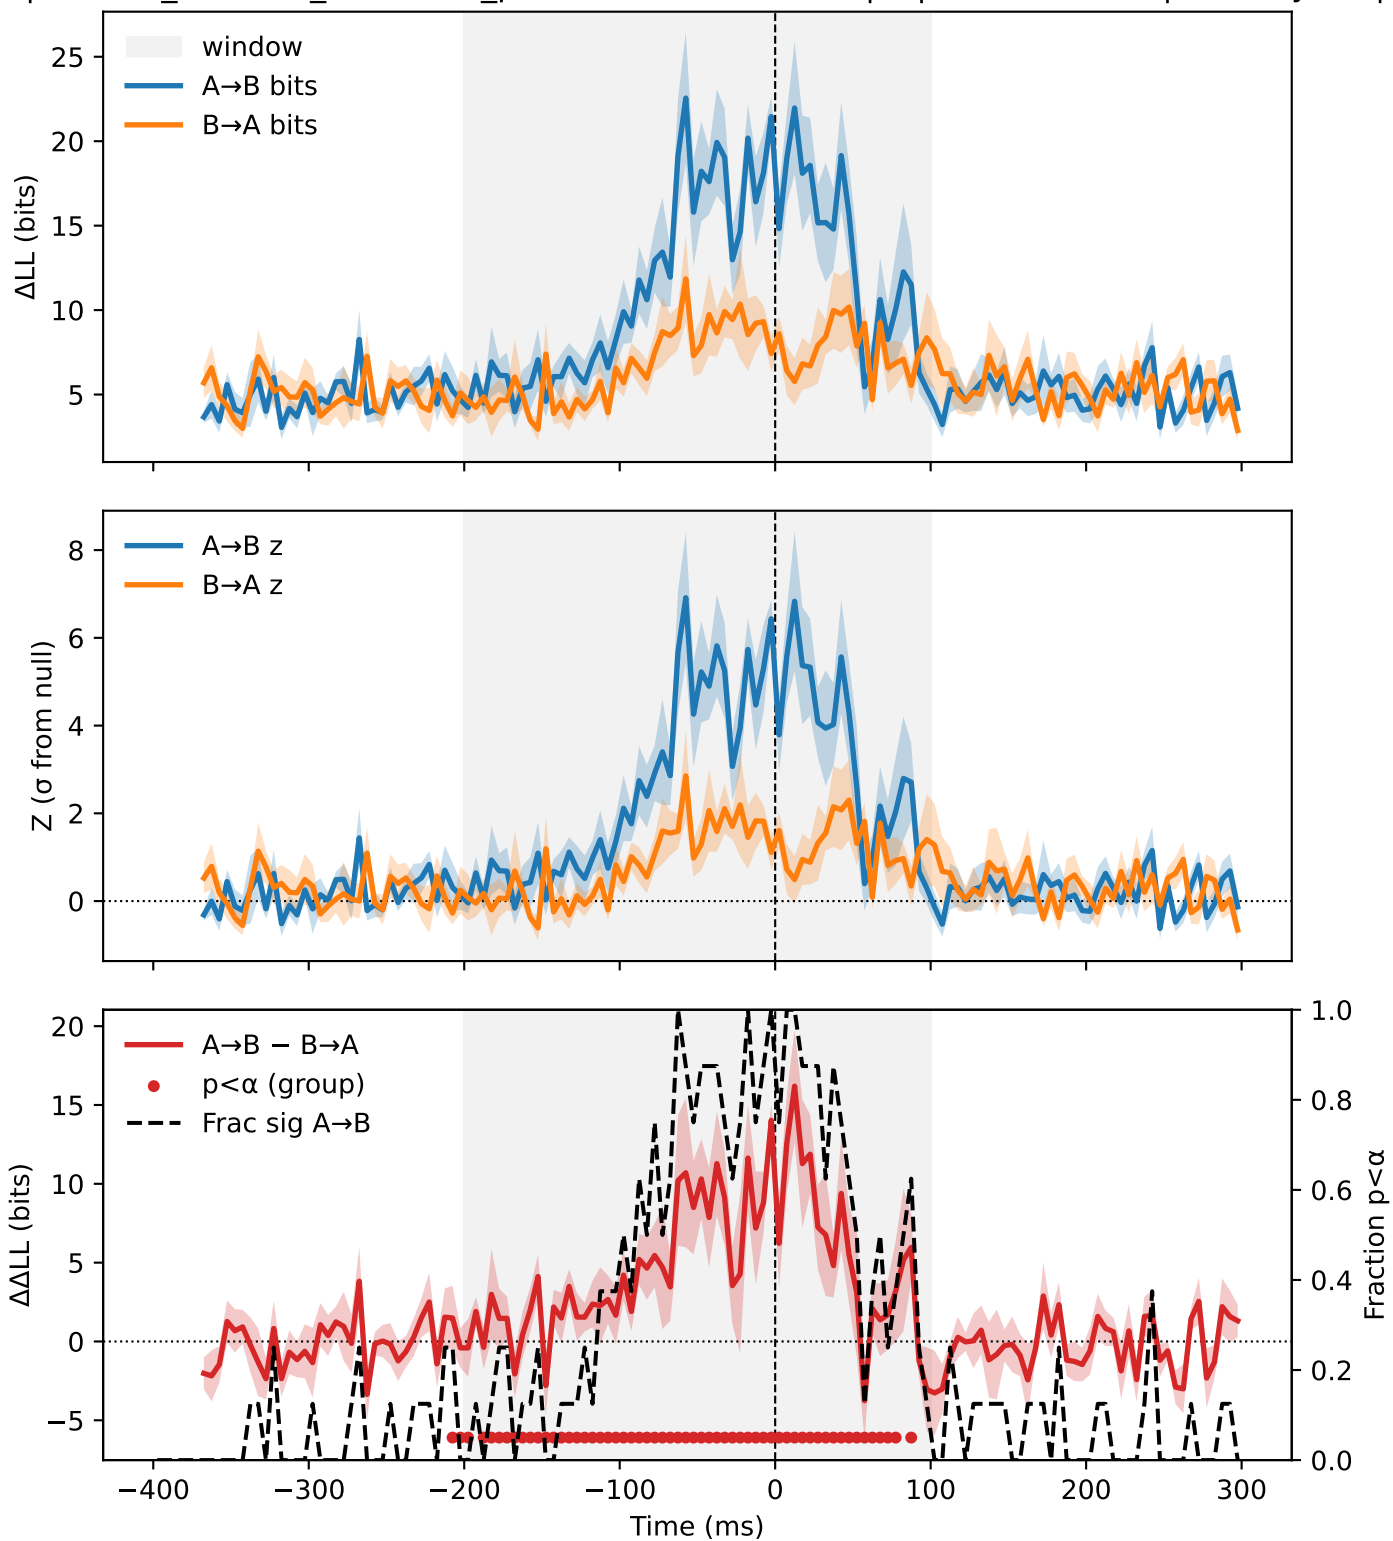 window
A→B bits
B→A bits
ΔLL (bits)
25
20
15
10
5
A→B z
B→A z
Z (σ from null)
8
6
4
2
0
A→B − B→A
p<α (group)
Frac sig A→B
ΔΔLL (bits)
20
15
10
5
0
−5
1.0
0.8
0.6
0.4
0.2
0.0
Fraction p<α
−400 −300 −200 −100 0 100 200 300
Time (ms)